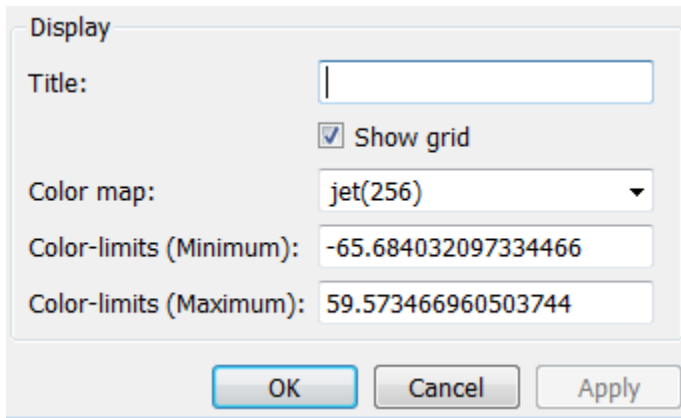 Display
Title:
Show grid
Color map: jet(256)
Color-limits (Minimum): -65.684032097334466
Color-limits (Maximum): 59.573466960503744
OK Cancel Apply